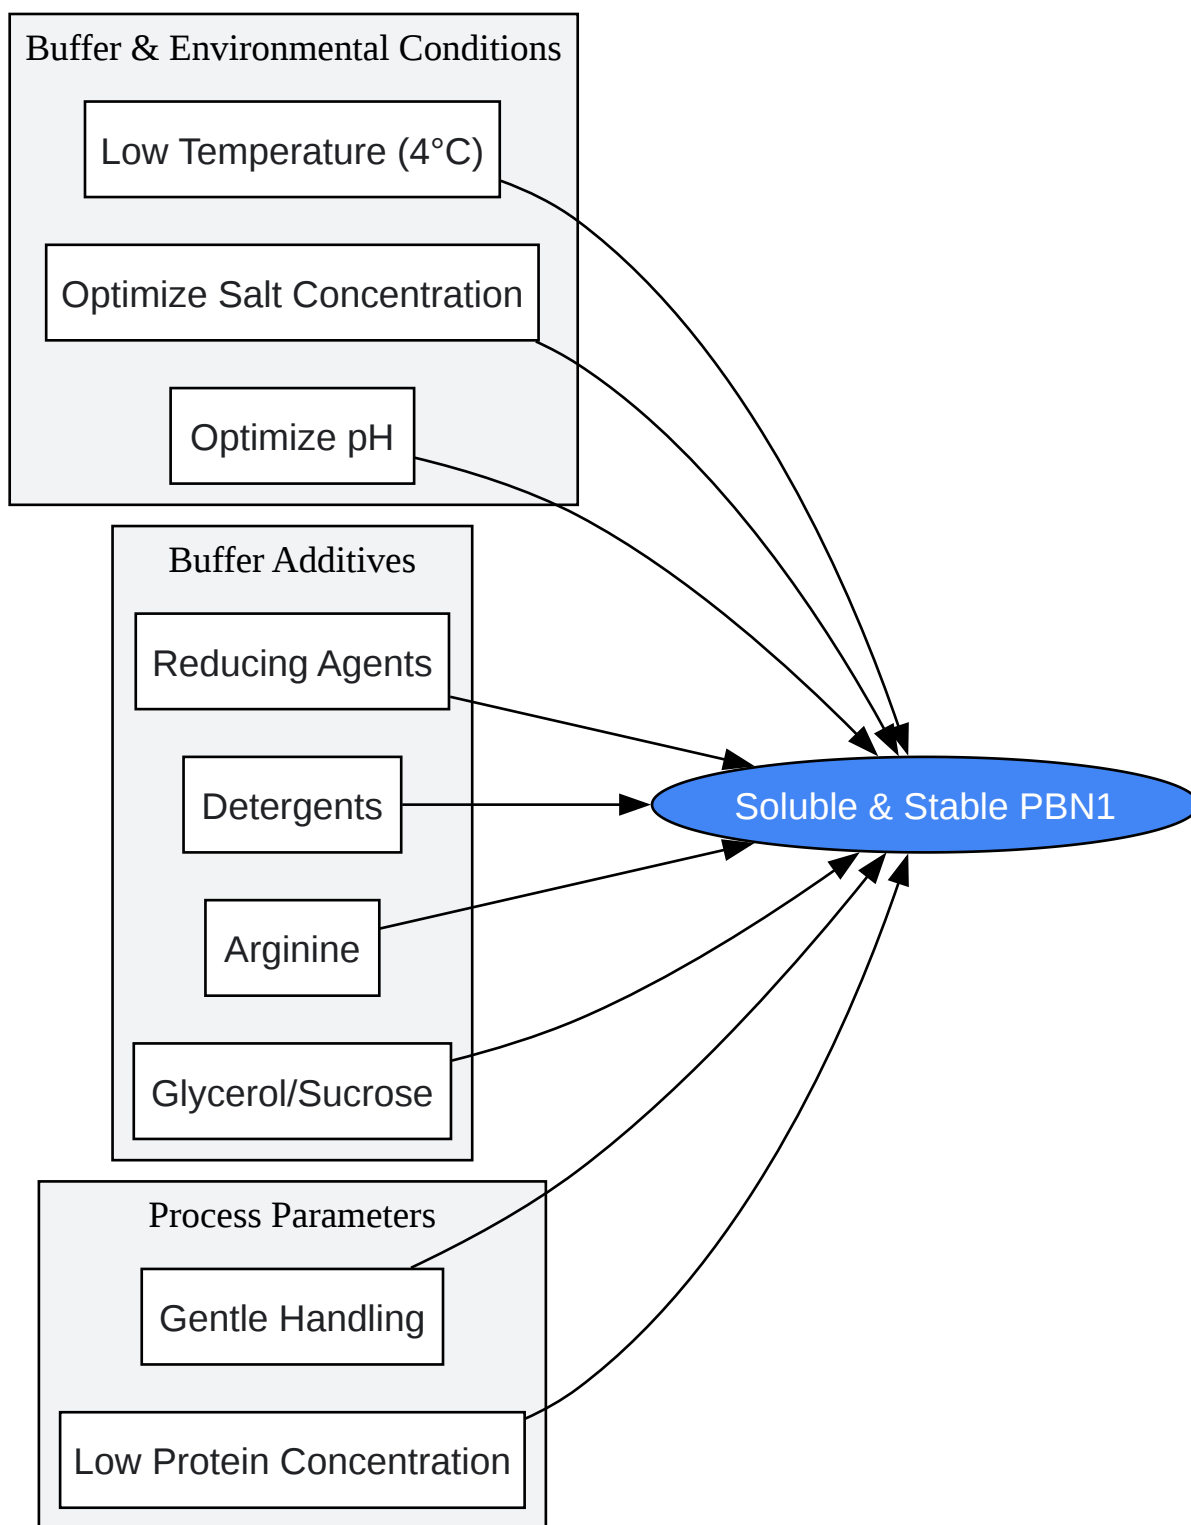 Buffer & Environmental Conditions
Low Temperature (4°C)
Optimize Salt Concentration
Optimize pH
Buffer Additives
Reducing Agents
Detergents
Arginine
Glycerol/Sucrose
Process Parameters
Gentle Handling
Low Protein Concentration
Soluble & Stable PBN1